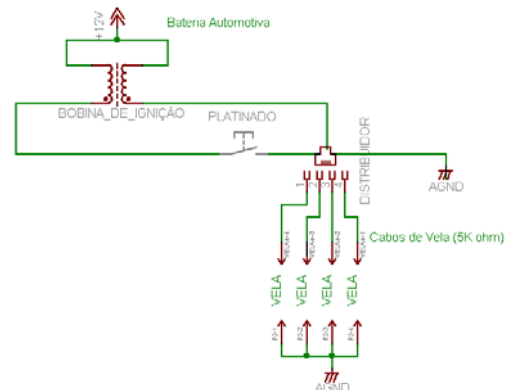 Bateria Automotiva
+12V
BOBINA_DE_IGNIÇÃO
PLATINADO
DISTRIBUIDOR
1
2
3
4
AGND
Cabos de Vela (5K ohm)
VELA
VELA
VELA
VELA
AGND